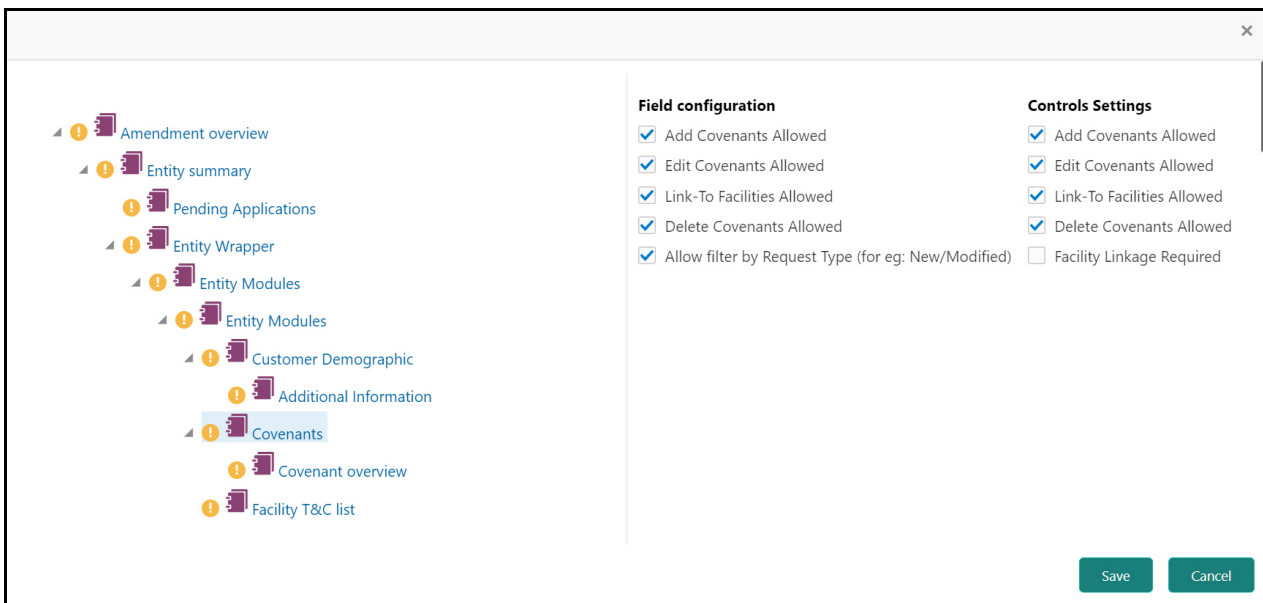 ×
Amendment overview
Entity summary
Pending Applications
Entity Wrapper
Entity Modules
Entity Modules
Customer Demographic
Additional Information
Covenants
Covenant overview
Facility T&C list
Field configuration
Add Covenants Allowed
Edit Covenants Allowed
Link-To Facilities Allowed
Delete Covenants Allowed
Allow filter by Request Type (for eg: New/Modified)
Controls Settings
Add Covenants Allowed
Edit Covenants Allowed
Link-To Facilities Allowed
Delete Covenants Allowed
Facility Linkage Required
Save
Cancel